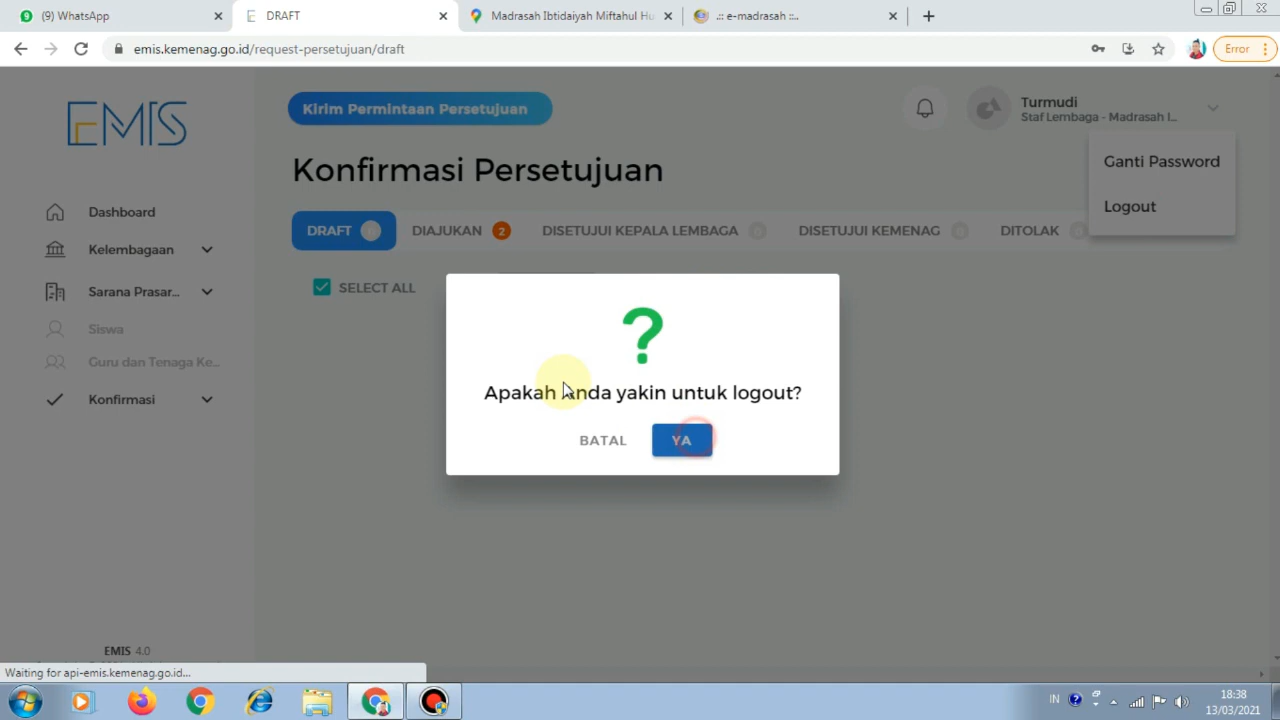 (9) WhatsApp
DRAFT
Madrasah Ibtidaiyah Miftahul Hu
.:: e-madrasah ::.
emis.kemenag.go.id/request-persetujuan/draft
Error
EMIS
Kirim Permintaan Persetujuan
Turmudi
Staf Lembaga - Madrasah I...
Ganti Password
Logout
Konfirmasi Persetujuan
DRAFT
DIAJUKAN 2
DISETUJUI KEPALA LEMBAGA
DISETUJUI KEMENAG
DITOLAK
SELECT ALL
Dashboard
Kelembagaan
Sarana Prasar...
Siswa
Guru dan Tenaga Ke...
Konfirmasi
?
Apakah Anda yakin untuk logout?
BATAL
YA
EMIS 4.0
Waiting for api-emis.kemenag.go.id...
IN
18:38
13/03/2021